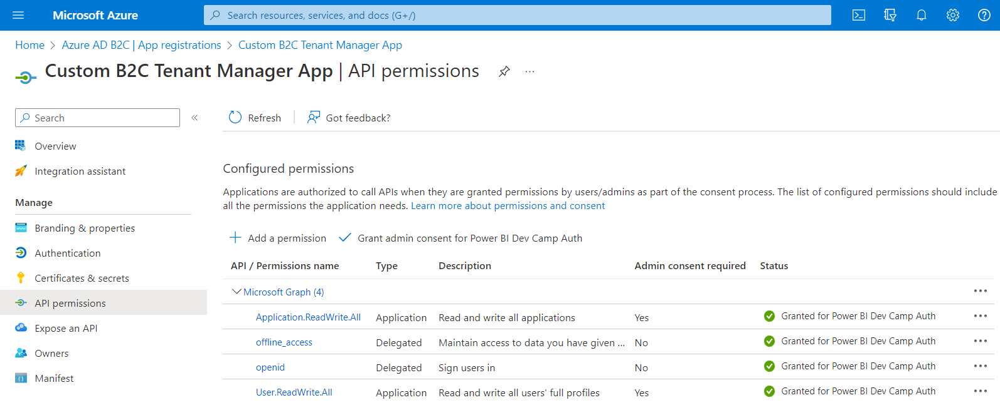 Microsoft Azure
Search resources, services, and docs (G+/)
Home > Azure AD B2C | App registrations > Custom B2C Tenant Manager App
Custom B2C Tenant Manager App | API permissions
Search
Refresh
Got feedback?
Overview
Integration assistant
Manage
Branding & properties
Authentication
Certificates & secrets
API permissions
Expose an API
Owners
Manifest
Configured permissions
Applications are authorized to call APIs when they are granted permissions by users/admins as part of the consent process. The list of configured permissions should include
all the permissions the application needs. Learn more about permissions and consent
Add a permission
Grant admin consent for Power BI Dev Camp Auth
API / Permissions name Type Description Admin consent required Status
Microsoft Graph (4)
Application.ReadWrite.All Application Read and write all applications Yes Granted for Power BI Dev Camp Auth
offline_access Delegated Maintain access to data you have given ... No Granted for Power BI Dev Camp Auth
openid Delegated Sign users in No Granted for Power BI Dev Camp Auth
User.ReadWrite.All Application Read and write all users' full profiles Yes Granted for Power BI Dev Camp Auth